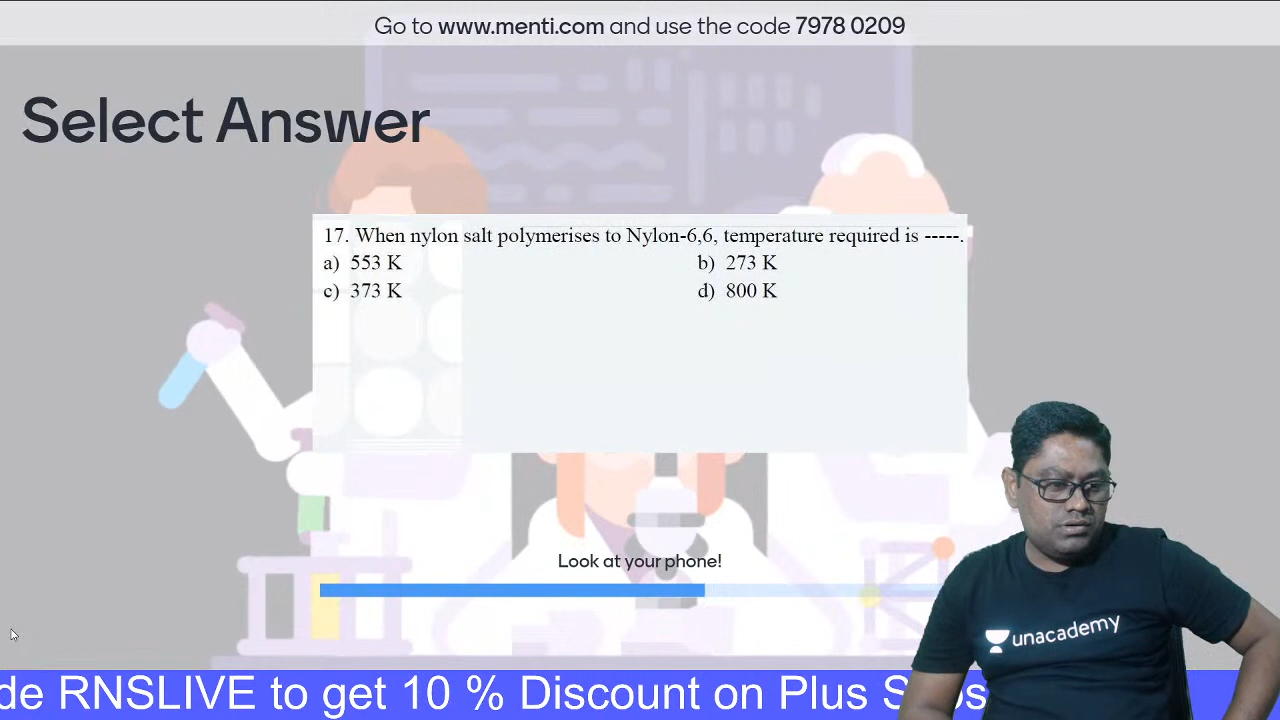 Go to www.menti.com and use the code 7978 0209
Select Answer
17. When nylon salt polymerises to Nylon-6,6, temperature required is -----.
a) 553 K
b) 273 K
c) 373 K
d) 800 K
Look at your phone!
unacademy
de RNSLIVE to get 10 % Discount on Plus